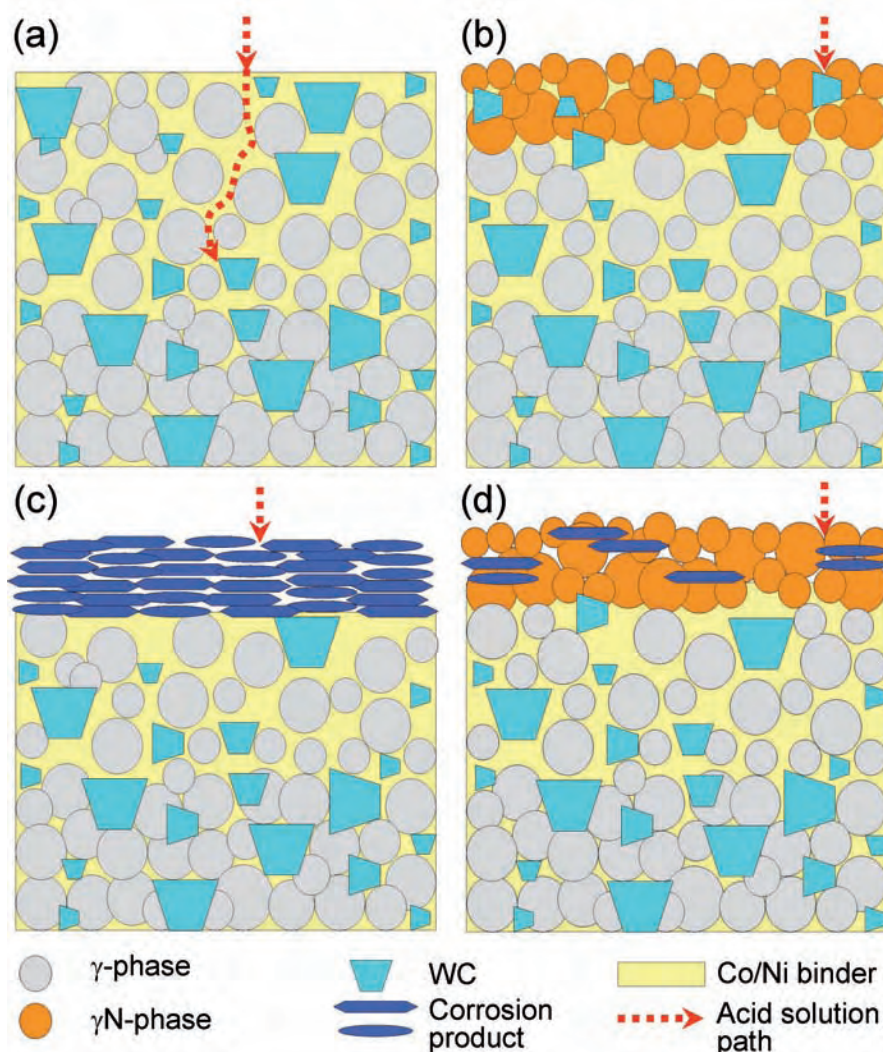 (a)
(b)
(c)
(d)
γ-phase
WC
Co/Ni binder
γN-phase
Corrosion
product
Acid solution
path